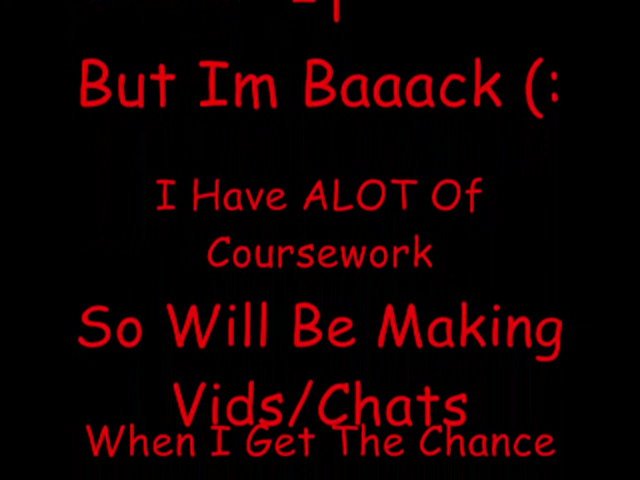 But Im Baaack (:
I Have ALOT Of
Coursework
So Will Be Making
Vids/Chats
When I Get The Chance